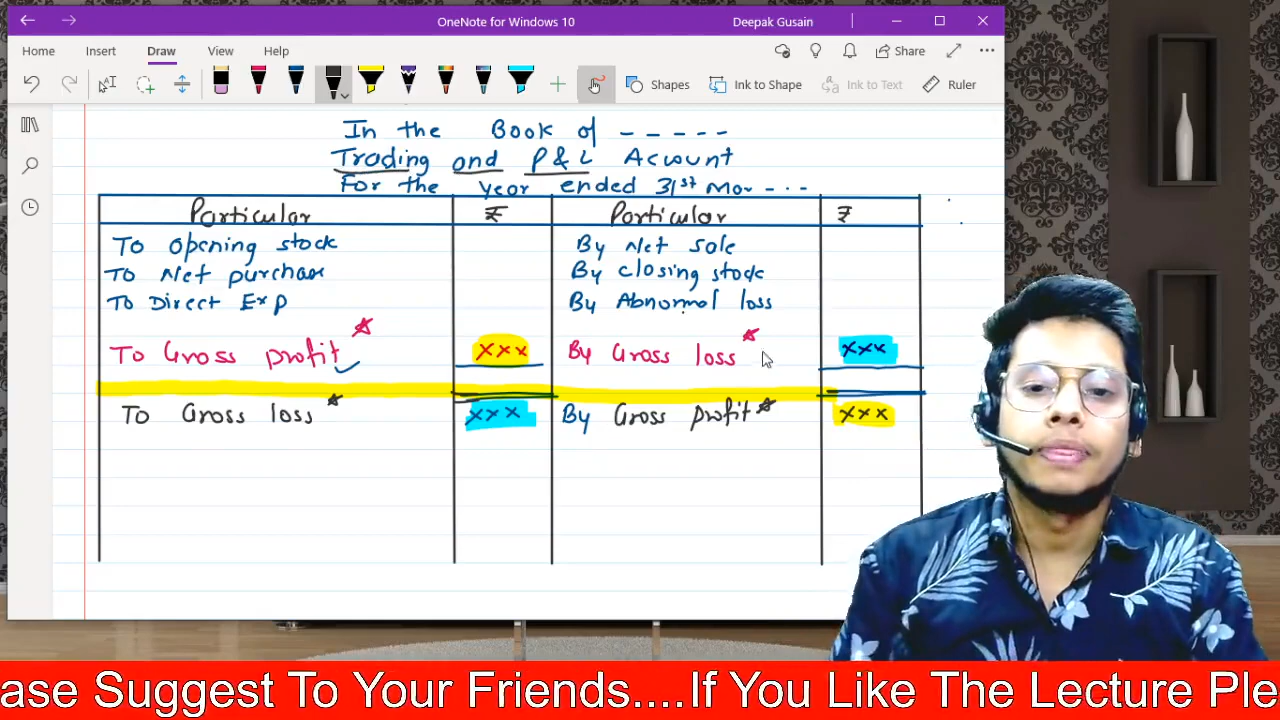 OneNote for Windows 10
Deepak Gusain
Home Insert Draw View Help
Share
Shapes Ink to Shape Ink to Text Ruler
In the Book of - - - - -
Trading and P & L Account
For the year ended 31st Mar - - -
Particular ₹ Particular ₹
To opening stock By Net sale
To Net purchase By closing stock
To Direct Exp By Abnormal loss
To Gross profit xxx By Gross loss xxx
To Gross loss xxx By Gross profit xxx
ase Suggest To Your Friends....If You Like The Lecture Ple